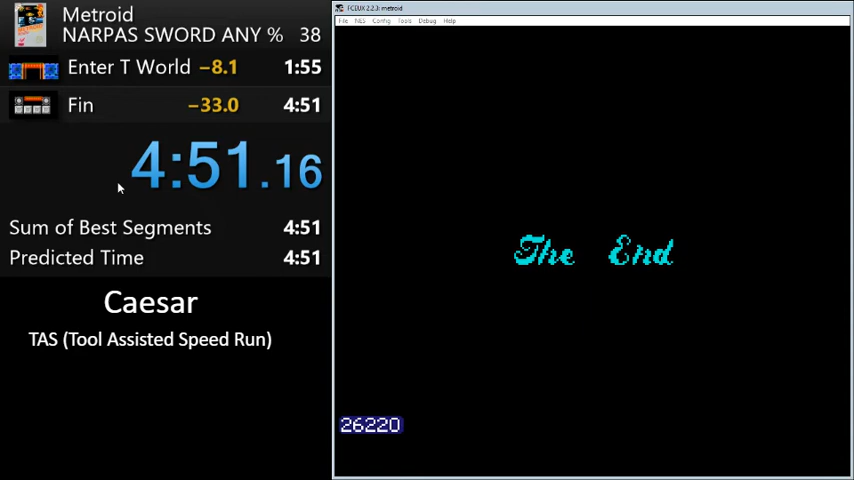 Metroid
NARPAS SWORD ANY % 38
Enter T World −8.1 1:55
Fin −33.0 4:51
4:51.16
Sum of Best Segments 4:51
Predicted Time 4:51
Caesar
TAS (Tool Assisted Speed Run)
FCEUX 2.2.3: metroid
File NES Config Tools Debug Help
The End
26220